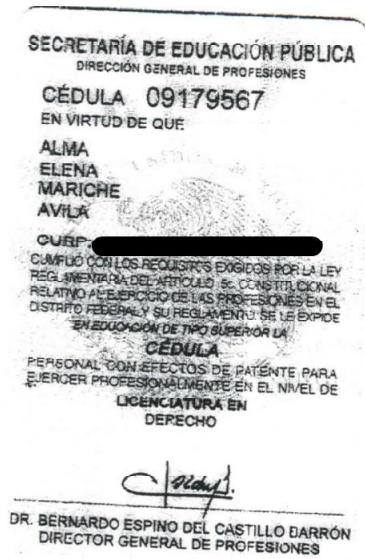 SECRETARÍA DE EDUCACIÓN PÚBLICA
DIRECCIÓN GENERAL DE PROFESIONES
CÉDULA 09179567
EN VIRTUD DE QUE
ALMA
ELENA
MARICHE
AVILA
CURP:
CUMPLIÓ CON LOS REQUISITOS EXIGIDOS POR LA LEY
REGLAMENTARIA DEL ARTÍCULO 5o. CONSTITUCIONAL
RELATIVO AL EJERCICIO DE LAS PROFESIONES EN EL
DISTRITO FEDERAL Y SU REGLAMENTO SE LE EXPIDE
EN EDUCACIÓN DE TIPO SUPERIOR LA
CÉDULA
PERSONAL CON EFECTOS DE PATENTE PARA
EJERCER PROFESIONALMENTE EN EL NIVEL DE
LICENCIATURA EN
DERECHO
DR. BERNARDO ESPINO DEL CASTILLO BARRÓN
DIRECTOR GENERAL DE PROFESIONES